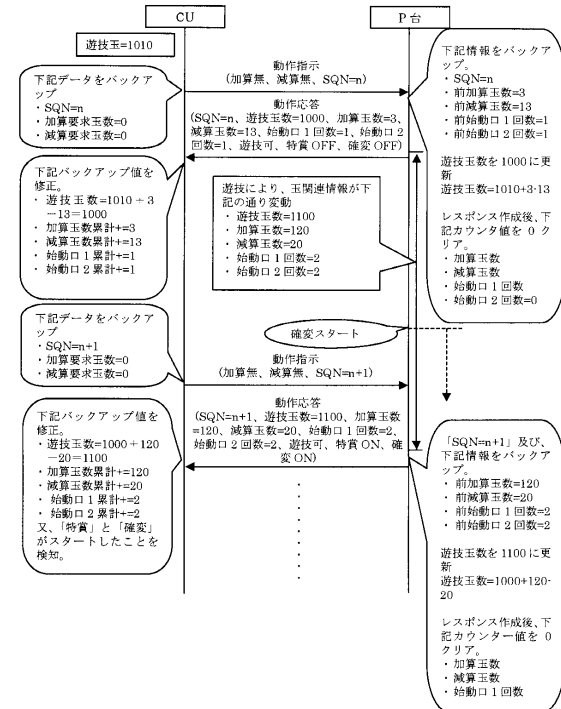 CU
P台
遊技玉=1010
下記データをバックア
ップ
・SQN=n
・加算要求玉数=0
・減算要求玉数=0
動作指示
(加算無、減算無、SQN=n)
動作応答
(SQN=n、遊技玉数=1000、加算玉数=3、
減算玉数=13、始動口1回数=1、始動口2
回数=1、遊技可、特賞OFF、確変OFF)
下記情報をバックア
ップ。
・SQN=n
・前加算玉数=3
・前減算玉数=13
・前始動口1回数=1
・前始動口2回数=1
遊技玉数を1000に更
新
遊技玉数=1010+3-13
レスポンス作成後、下
記カウンタ値を0ク
リア。
・加算玉数
・減算玉数
・始動口1回数
・始動口2回数=0
下記バックアップ値を
修正。
・遊技玉数=1010+3
-13=1000
・加算玉数累計+=3
・減算玉数累計+=13
・始動口1累計+=1
・始動口2累計+=1
遊技により、玉関連情報が下
記の通り変動
・遊技玉数=1100
・加算玉数=120
・減算玉数=20
・始動口1回数=2
・始動口2回数=2
下記データをバックア
ップ
・SQN=n+1
・加算要求玉数=0
・減算要求玉数=0
確変スタート
動作指示
(加算無、減算無、SQN=n+1)
動作応答
(SQN=n+1、遊技玉数=1100、加算玉数
=120、減算玉数=20、始動口1回数=2、
始動口2回数=2、遊技可、特賞ON、確
変ON)
下記バックアップ値を
修正。
・遊技玉数=1000+120
-20=1100
・加算玉数累計+=120
・減算玉数累計+=20
・始動口1累計+=2
・始動口2累計+=2
又、「特賞」と「確変」
がスタートしたことを
検知。
「SQN=n+1」及び、
下記情報をバックア
ップ。
・前加算玉数=120
・前減算玉数=20
・前始動口1回数=2
・前始動口2回数=2
遊技玉数を1100に更
新
遊技玉数=1000+120-
20
レスポンス作成後、下
記カウンター値を0
クリア。
・加算玉数
・減算玉数
・始動口1回数